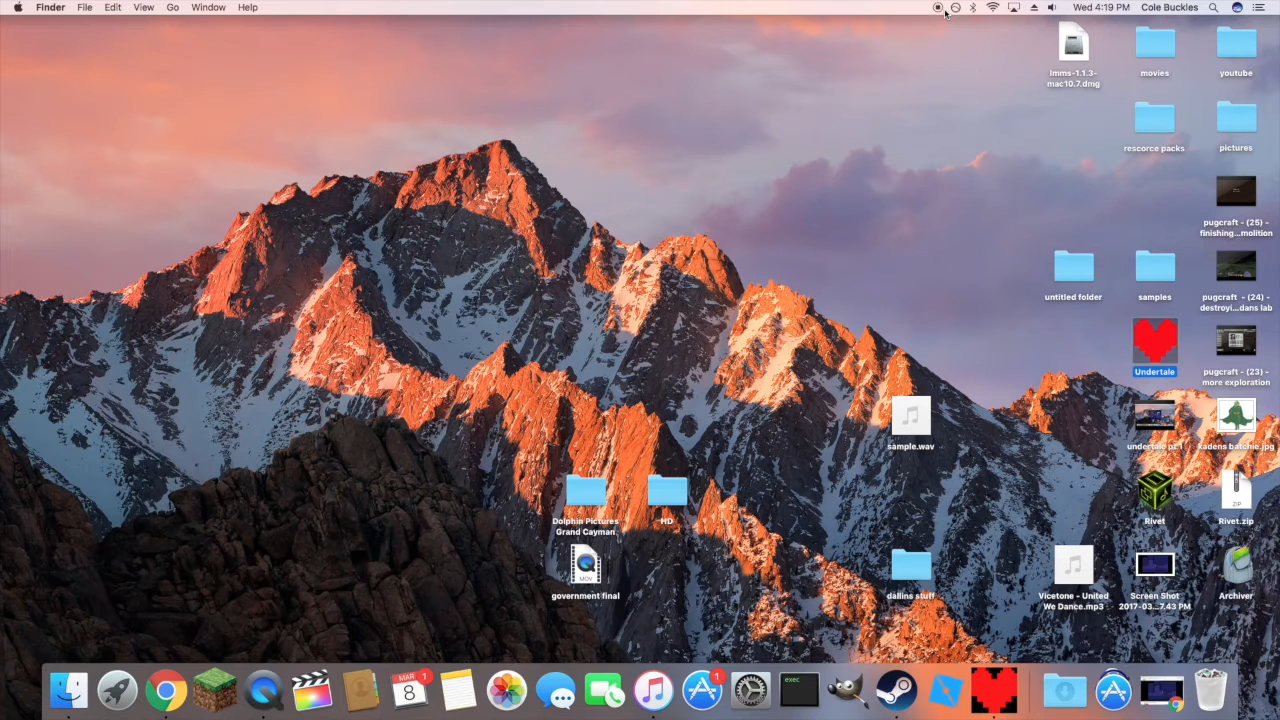 Finder File Edit View Go Window Help
Wed 4:19 PM Cole Buckles
lmms-1.1.3-
mac10.7.dmg
movies
youtube
rescorce packs
pictures
pugcraft - (25) -
finishing...molition
untitled folder
samples
pugcraft - (24) -
destroyi...dans lab
Undertale
pugcraft - (23) -
more exploration
sample.wav
undertale pt.1
kadens batchie.jpg
Dolphin Pictures
Grand Cayman
HD
Rivet
ZIP
Rivet.zip
MOV
government final
dallins stuff
Vicetone - United
We Dance.mp3
Screen Shot
2017-03...7.43 PM
Archiver
MAR
8
1
1
exec